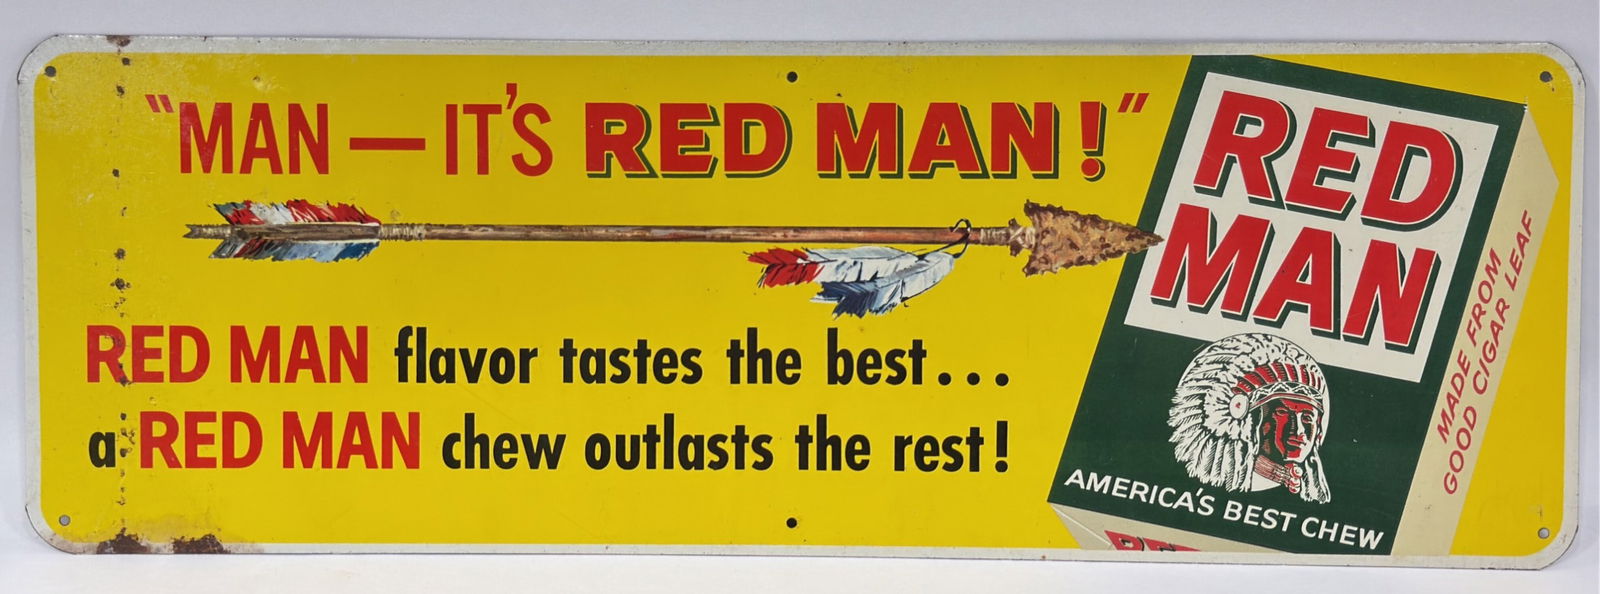 "MAN — IT'S RED MAN!"
RED MAN flavor tastes the best...
a RED MAN chew outlasts the rest!
RED
MAN
AMERICA'S BEST CHEW
MADE FROM
GOOD CIGAR LEAF